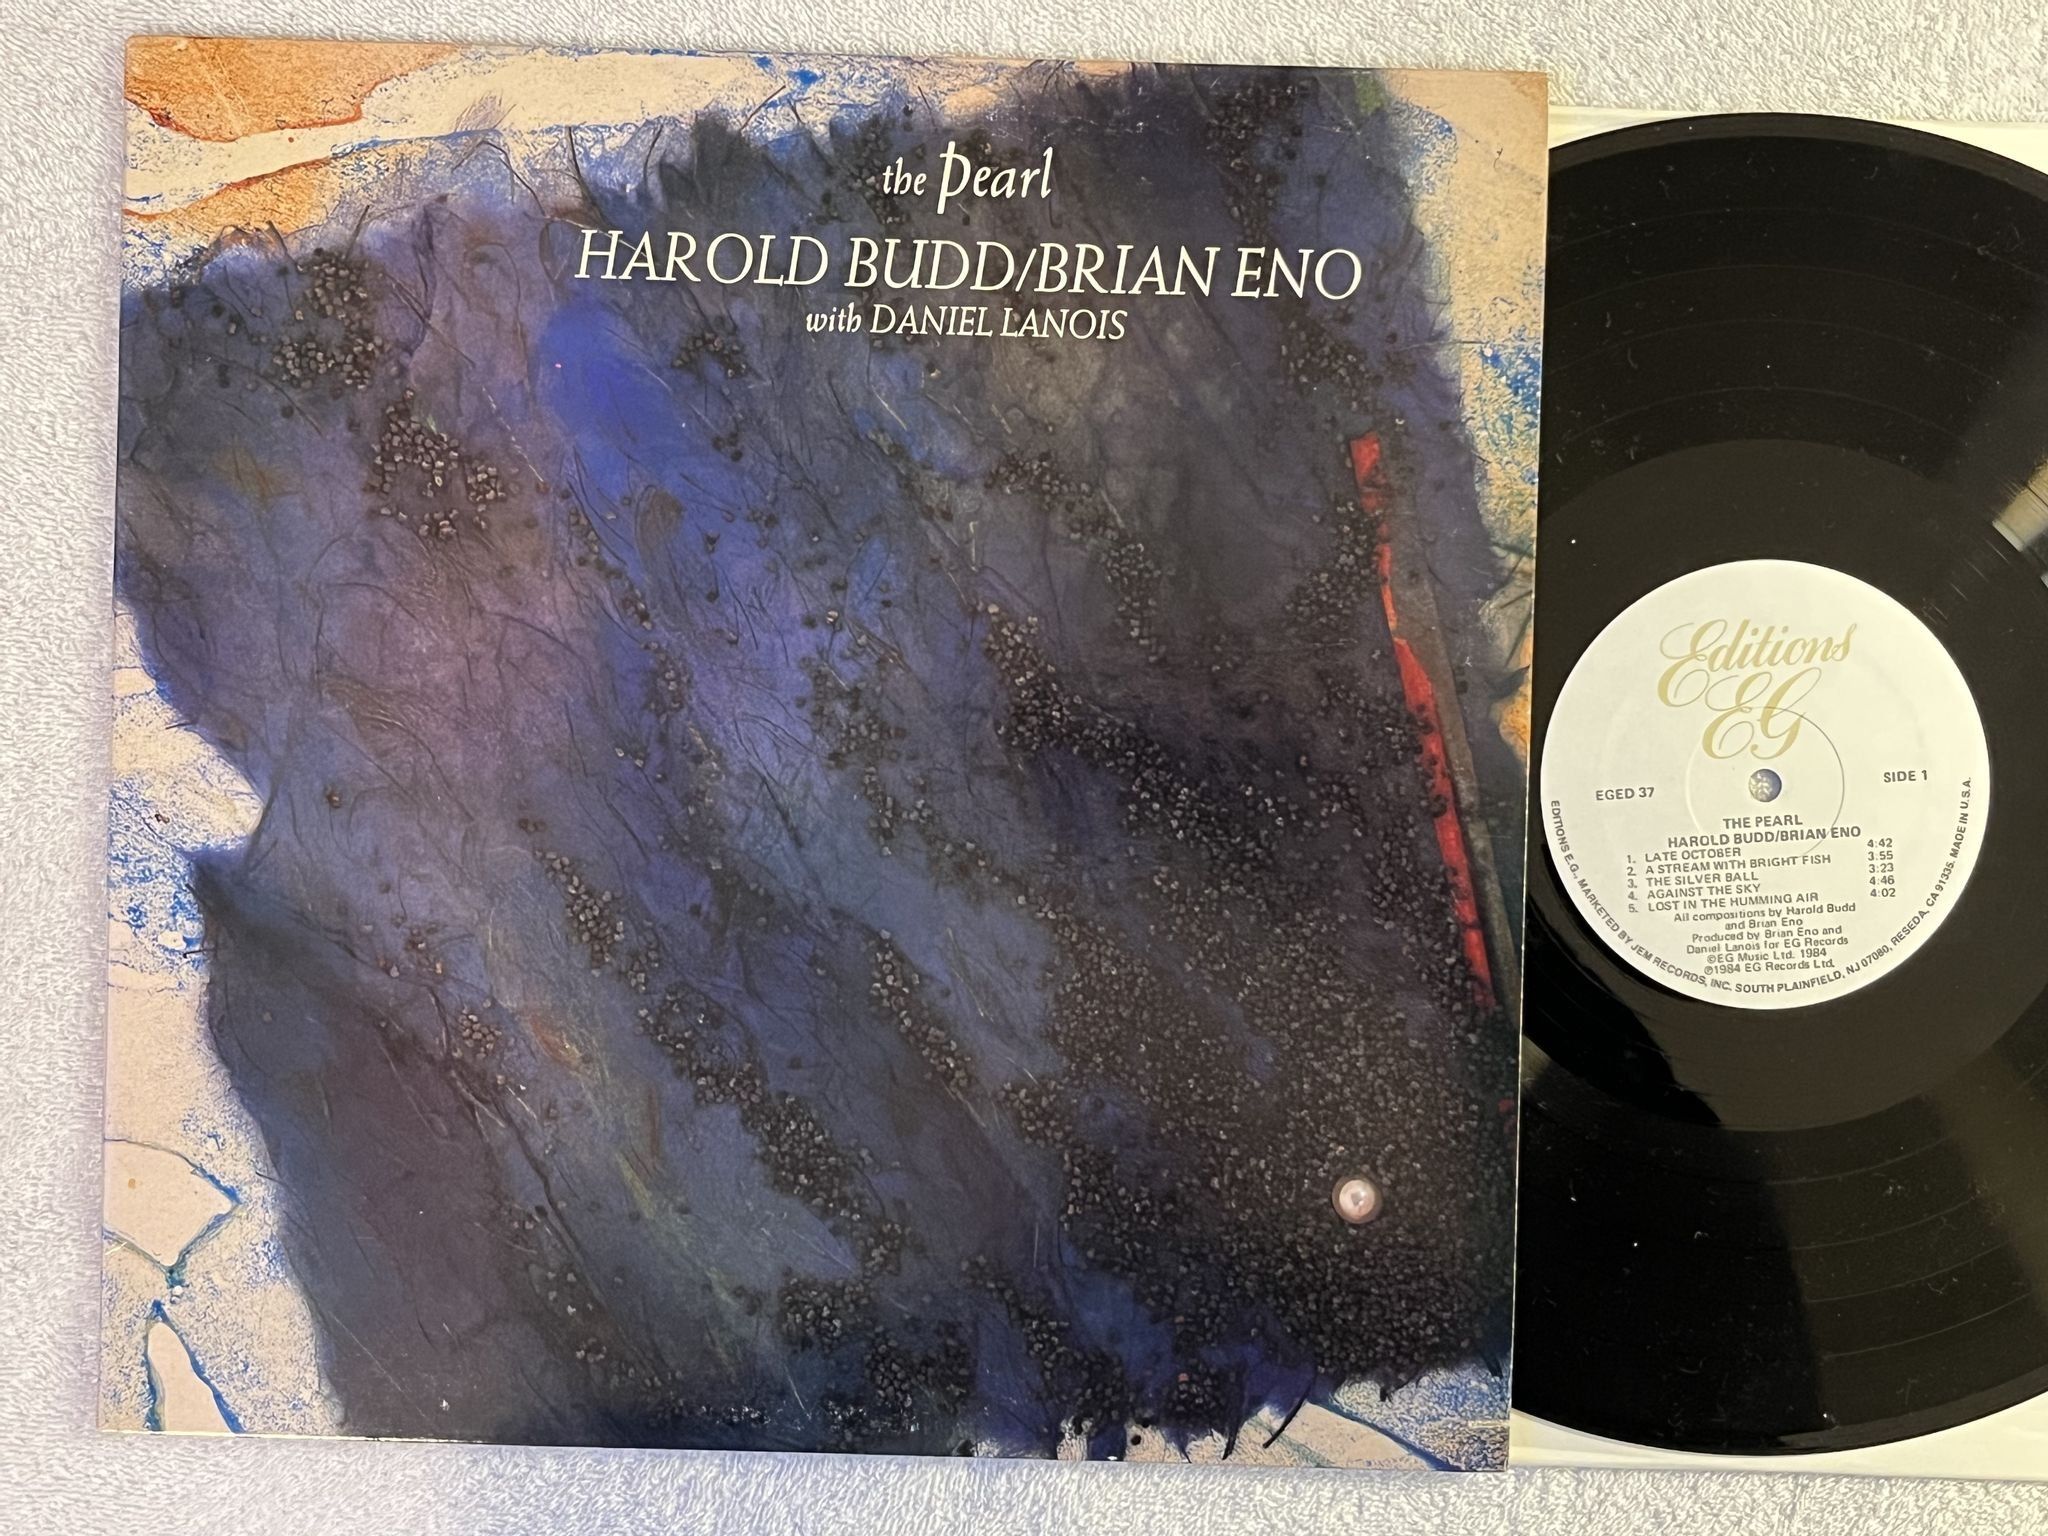 the pearl
HAROLD BUDD/BRIAN ENO
with DANIEL LANOIS
Editions
EG
EGED 37
SIDE 1
THE PEARL
HAROLD BUDD/BRIAN ENO
1. LATE OCTOBER 4:42
2. A STREAM WITH BRIGHT FISH 3:55
3. THE SILVER BALL 3:23
4. AGAINST THE SKY 4:46
5. LOST IN THE HUMMING AIR 4:02
All compositions by Harold Budd
and Brian Eno
Produced by Brian Eno and
Daniel Lanois for EG Records
©EG Music Ltd. 1984
℗1984 EG Records Ltd.
EDITIONS E.G., MARKETED BY JEM RECORDS, INC. SOUTH PLAINFIELD, NJ 07080, RESEDA, CA 91335. MADE IN U.S.A.